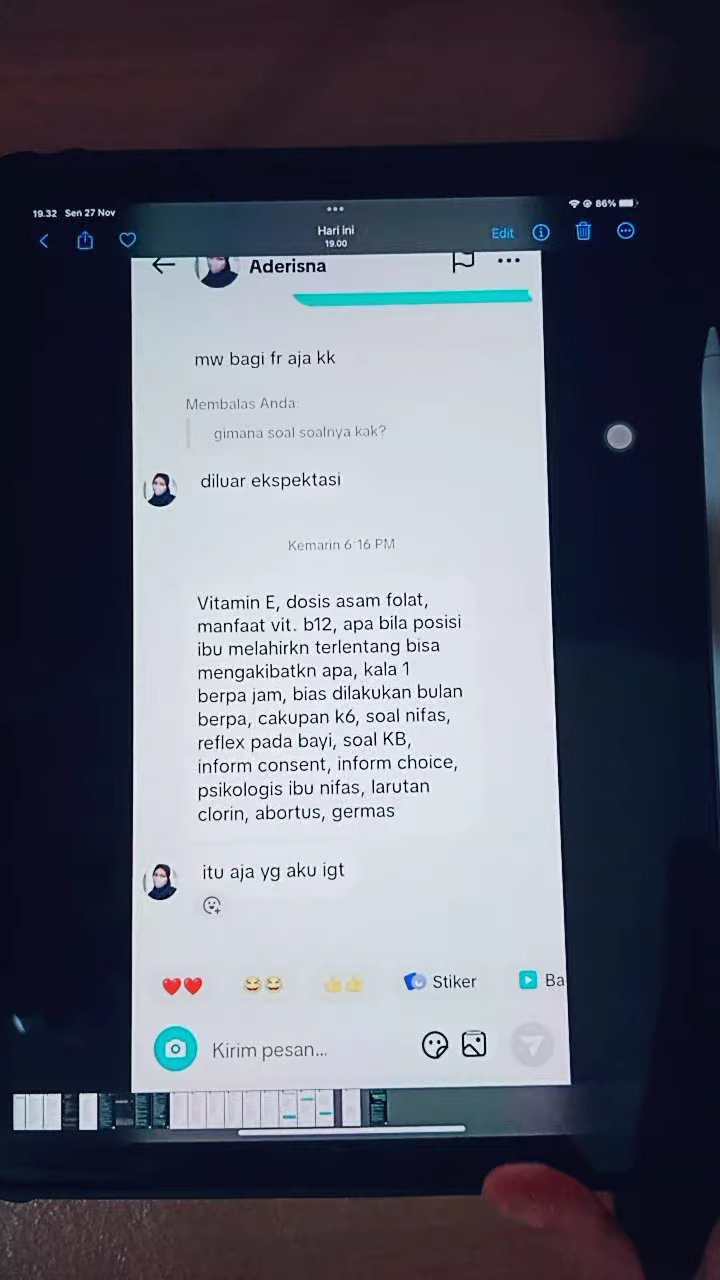 19.32 Sen 27 Nov
86%
Hari ini
19.00
Edit
Aderisna
mw bagi fr aja kk
Membalas Anda
gimana soal soalnya kak?
diluar ekspektasi
Kemarin 6:16 PM
Vitamin E, dosis asam folat,
manfaat vit. b12, apa bila posisi
ibu melahirkn terlentang bisa
mengakibatkn apa, kala 1
berpa jam, bias dilakukan bulan
berpa, cakupan k6, soal nifas,
reflex pada bayi, soal KB,
inform consent, inform choice,
psikologis ibu nifas, larutan
clorin, abortus, germas
itu aja yg aku igt
Stiker
Ba
Kirim pesan...